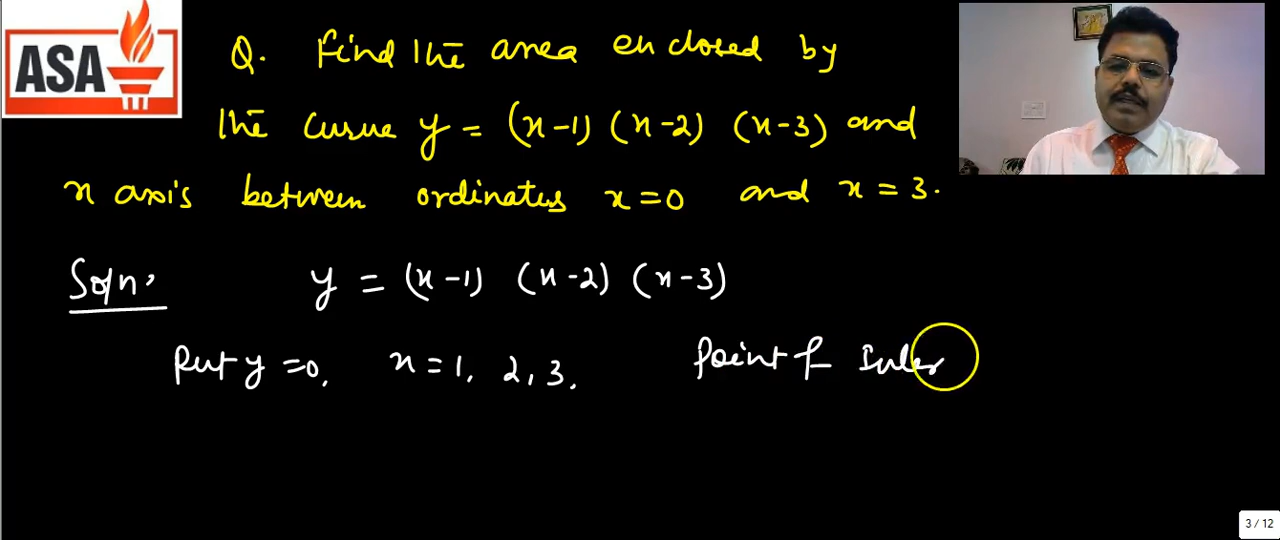 ASA
Q. Find the area enclosed by
the curve y = (x-1) (x-2) (x-3) and
x axis between ordinates x=0 and x=3.
Soln.
y = (x-1) (x-2) (x-3)
Put y=0, x=1, 2, 3. Point of Inter
3 / 12